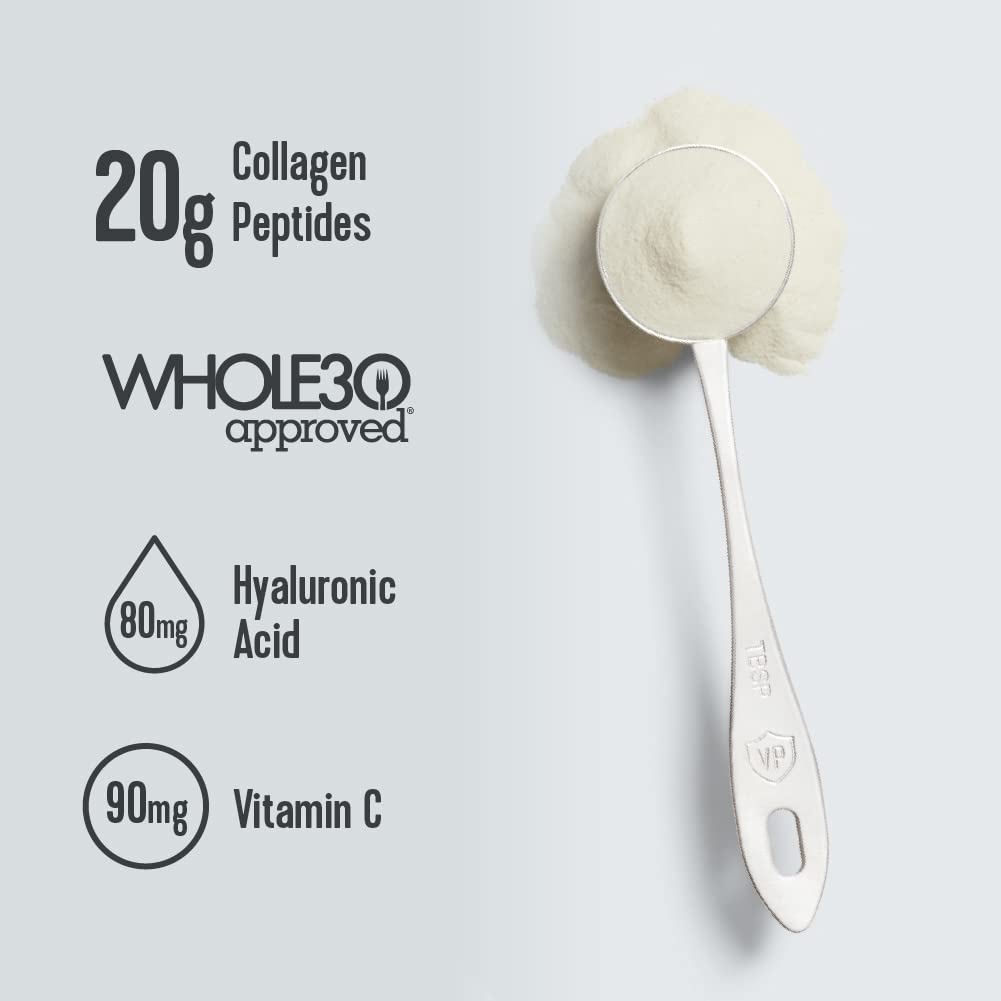 20g
Collagen
Peptides
WHOLE30
approved®
80mg
Hyaluronic
Acid
90mg
Vitamin C
TBSP
VP